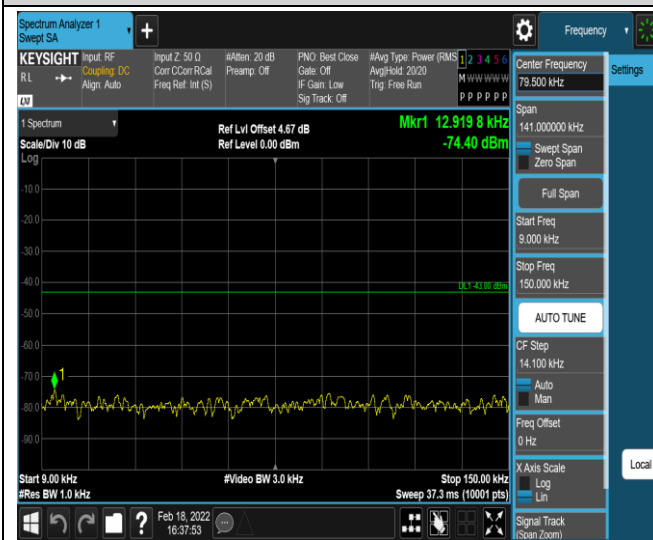 Spectrum Analyzer 1
Swept SA
+
Frequency
KEYSIGHT
RL
LXI
Input: RF
Coupling: DC
Align: Auto
Input Z: 50 Ω
Corr CCorr RCal
Freq Ref: Int (S)
#Atten: 20 dB
Preamp: Off
PNO: Best Close
Gate: Off
IF Gain: Low
Sig Track: Off
#Avg Type: Power (RMS
Avg|Hold: 20/20
Trig: Free Run
1 2 3 4 5 6
M W W W W W
P P P P P P
1 Spectrum
Scale/Div 10 dB
Log
Ref Lvl Offset 4.67 dB
Ref Level 0.00 dBm
Mkr1 12.919 8 kHz
-74.40 dBm
-10.0
-20.0
-30.0
-40.0
DL1 -43.00 dBm
-50.0
-60.0
-70.0
1
-80.0
-90.0
Start 9.00 kHz
#Res BW 1.0 kHz
#Video BW 3.0 kHz
Stop 150.00 kHz
Sweep 37.3 ms (10001 pts)
?
Feb 18, 2022
16:37:53
Center Frequency
79.500 kHz
Settings
Span
141.000000 kHz
Swept Span
Zero Span
Full Span
Start Freq
9.000 kHz
Stop Freq
150.000 kHz
AUTO TUNE
CF Step
14.100 kHz
Auto
Man
Freq Offset
0 Hz
X Axis Scale
Log
Lin
Local
Signal Track
(Span Zoom)